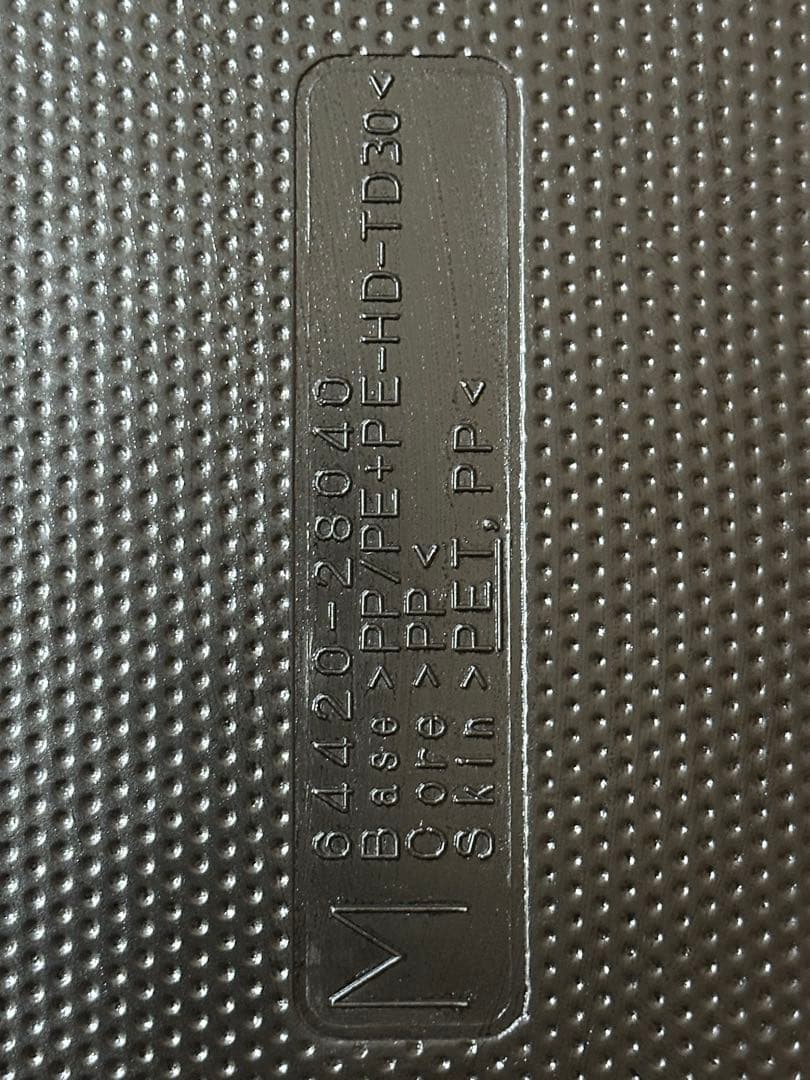 M
64420-28040
Base >PP/PE+PE-HD-TD30<
Core >PP<
Skin >PET, PP<